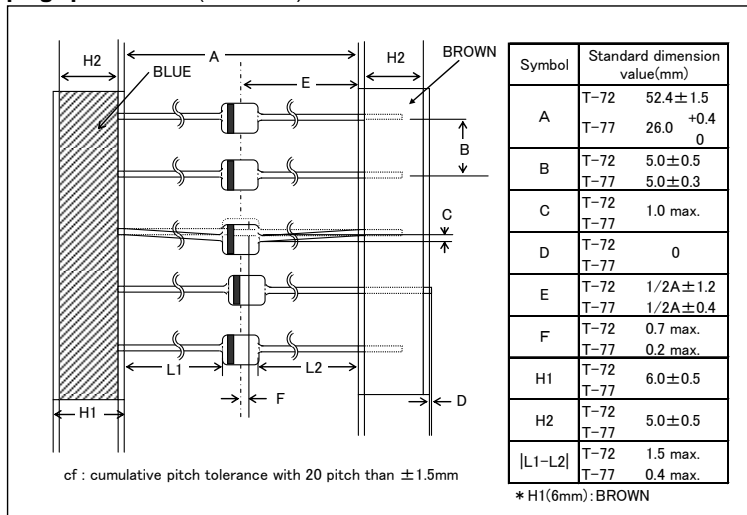 H2
A
H2
BROWN
BLUE
E
B
C
L1
L2
F
D
H1
cf : cumulative pitch tolerance with 20 pitch than ±1.5mm
Symbol Standard dimension value(mm)
A T-72 52.4±1.5
T-77 26.0 +0.4 0
B T-72 5.0±0.5
T-77 5.0±0.3
C T-72 1.0 max.
T-77
D T-72 0
T-77
E T-72 1/2A±1.2
T-77 1/2A±0.4
F T-72 0.7 max.
T-77 0.2 max.
H1 T-72 6.0±0.5
T-77
H2 T-72 5.0±0.5
T-77
|L1-L2| T-72 1.5 max.
T-77 0.4 max.
*H1(6mm):BROWN